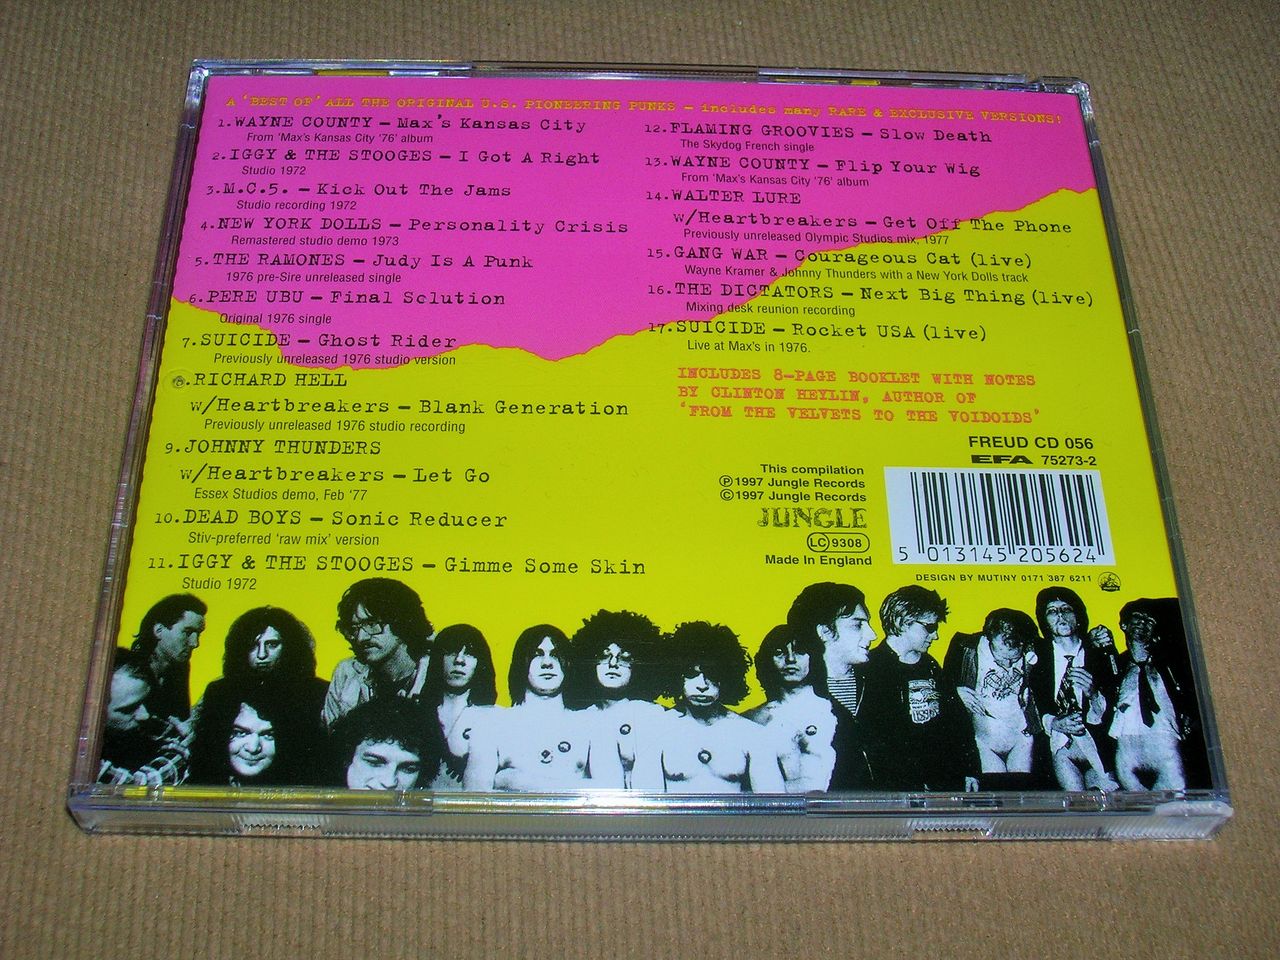 A 'BEST OF' ALL THE ORIGINAL U.S. PIONEERING PUNKS – includes many RARE & EXCLUSIVE VERSIONS!
1. WAYNE COUNTY – Max's Kansas City
From 'Max's Kansas City '76' album
2. IGGY & THE STOOGES – I Got A Right
Studio 1972
3. M.C.5. – Kick Out The Jams
Studio recording 1972
4. NEW YORK DOLLS – Personality Crisis
Remastered studio demo 1973
5. THE RAMONES – Judy Is A Punk
1976 pre-Sire unreleased single
6. PERE UBU – Final Sclution
Original 1976 single
7. SUICIDE – Ghost Rider
Previously unreleased 1976 studio version
8. RICHARD HELL
w/Heartbreakers – Blank Generation
Previously unreleased 1976 studio recording
9. JOHNNY THUNDERS
w/Heartbreakers – Let Go
Essex Studios demo, Feb '77
10. DEAD BOYS – Sonic Reducer
Stiv-preferred 'raw mix' version
11. IGGY & THE STOOGES – Gimme Some Skin
Studio 1972
12. FLAMING GROOVIES – Slow Death
The Skydog French single
13. WAYNE COUNTY – Flip Your Wig
From 'Max's Kansas City '76' album
14. WALTER LURE
w/Heartbreakers – Get Off The Phone
Previously unreleased Olympic Studios mix, 1977
15. GANG WAR – Courageous Cat (live)
Wayne Kramer & Johnny Thunders with a New York Dolls track
16. THE DICTATORS – Next Big Thing (live)
Mixing desk reunion recording
17. SUICIDE – Rocket USA (live)
Live at Max's in 1976.
INCLUDES 8-PAGE BOOKLET WITH NOTES
BY CLINTON HEYLIN, AUTHOR OF
'FROM THE VELVETS TO THE VOIDOIDS'
FREUD CD 056
EFA 75273-2
This compilation
℗1997 Jungle Records
©1997 Jungle Records
JUNGLE
LC 9308
Made In England
5 013145 205624
DESIGN BY MUTINY 0171 387 6211